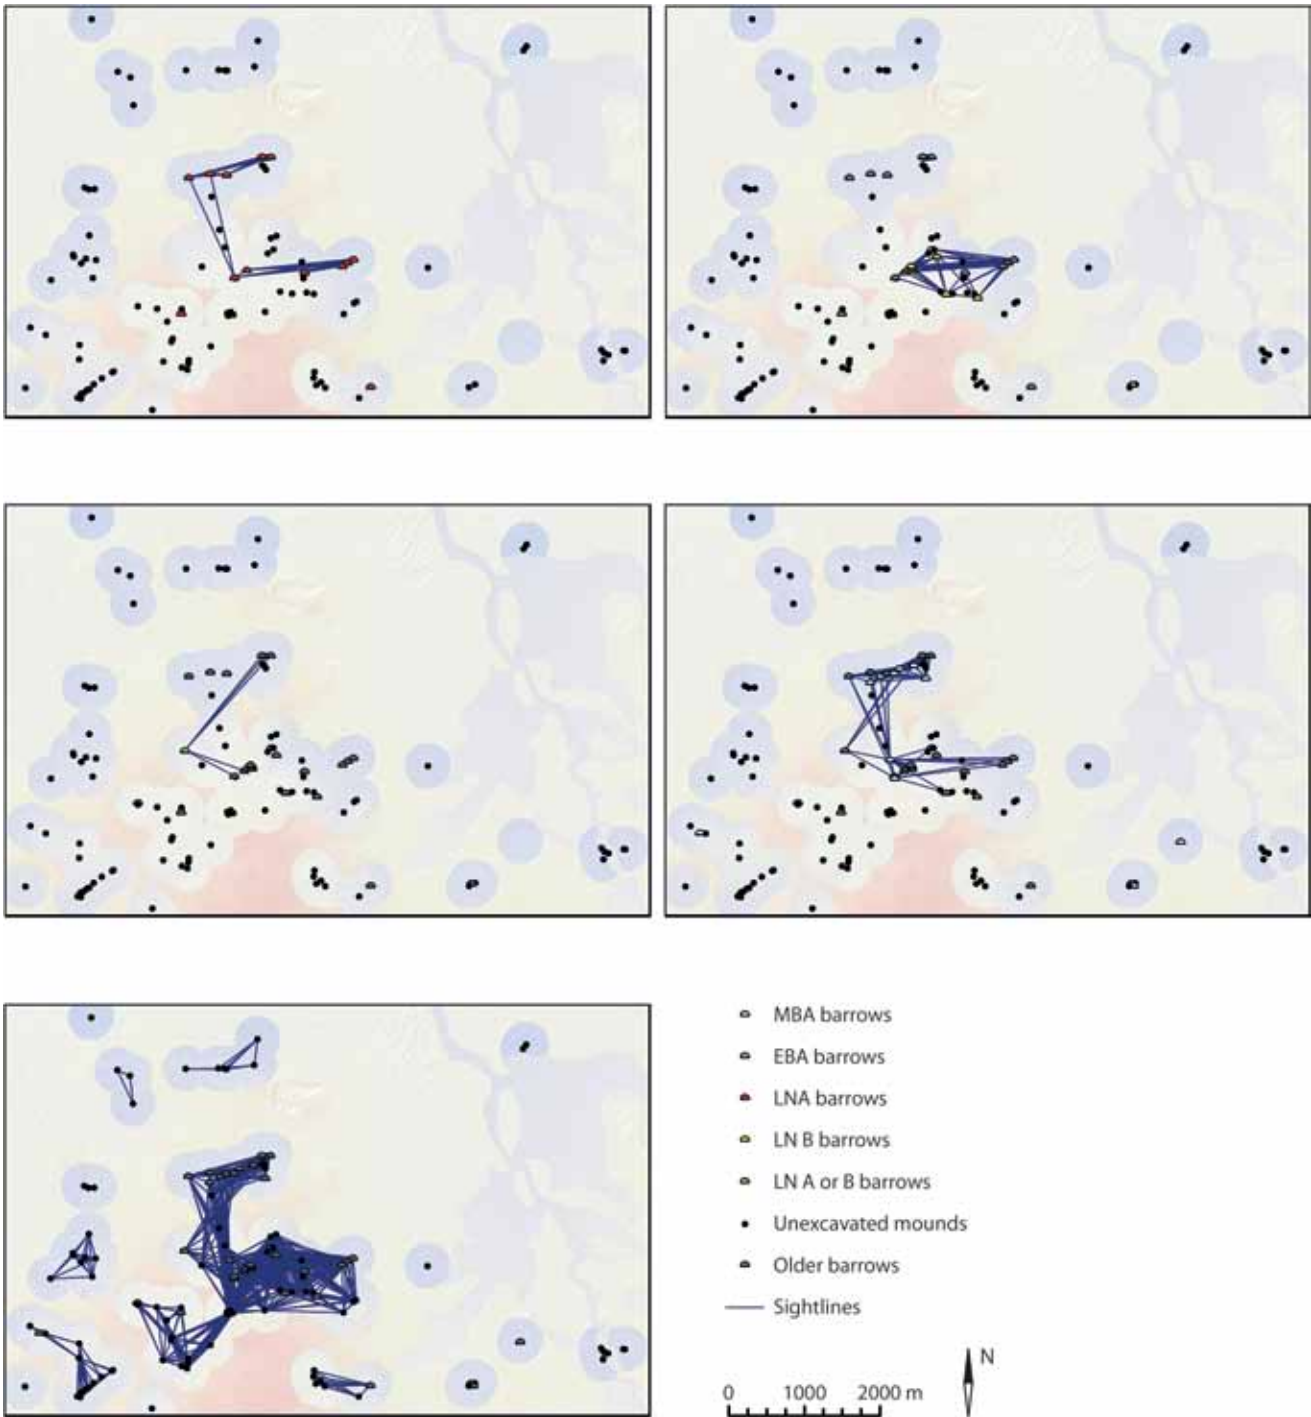 MBA barrows
EBA barrows
LNA barrows
LN B barrows
LN A or B barrows
Unexcavated mounds
Older barrows
Sightlines
N
0 1000 2000 m